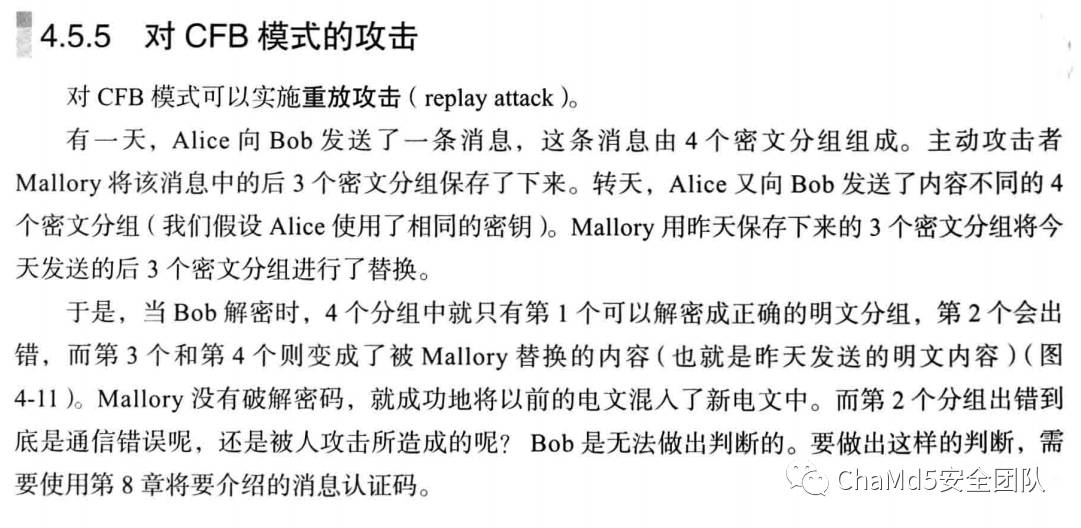 4.5.5 对 CFB 模式的攻击
对 CFB 模式可以实施重放攻击（replay attack）。
有一天，Alice 向 Bob 发送了一条消息，这条消息由 4 个密文分组组成。主动攻击者
Mallory 将该消息中的后 3 个密文分组保存了下来。转天，Alice 又向 Bob 发送了内容不同的 4
个密文分组（我们假设 Alice 使用了相同的密钥）。Mallory 用昨天保存下来的 3 个密文分组将今
天发送的后 3 个密文分组进行了替换。
于是，当 Bob 解密时，4 个分组中就只有第 1 个可以解密成正确的明文分组，第 2 个会出
错，而第 3 个和第 4 个则变成了被 Mallory 替换的内容（也就是昨天发送的明文内容）（图
4-11）。Mallory 没有破解密码，就成功地将以前的电文混入了新电文中。而第 2 个分组出错到
底是通信错误呢，还是被人攻击所造成的呢？ Bob 是无法做出判断的。要做出这样的判断，需
要使用第 8 章将要介绍的消息认证码。
ChaMd5安全团队